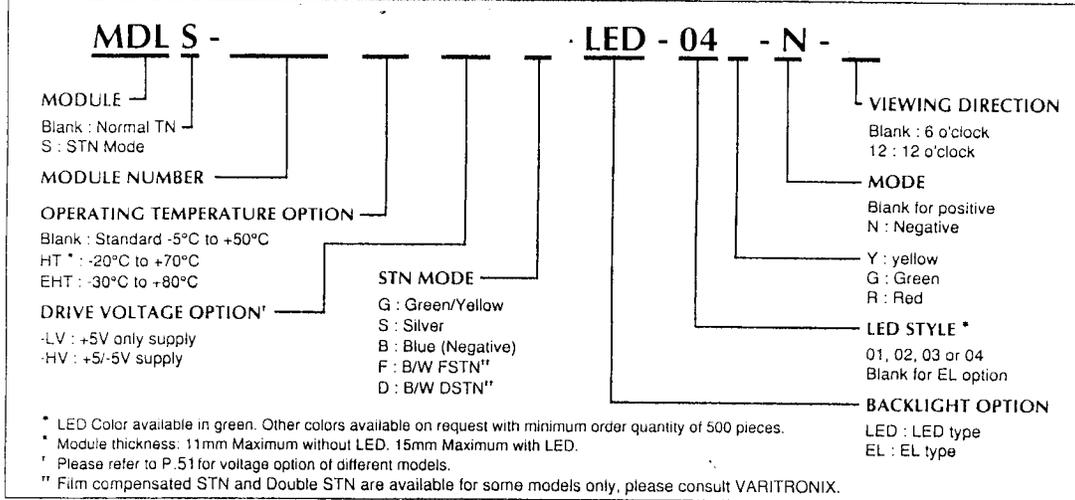 MDL S - · LED - 04 - N -
MODULE
Blank : Normal TN
S : STN Mode
MODULE NUMBER
OPERATING TEMPERATURE OPTION
Blank : Standard -5°C to +50°C
HT * : -20°C to +70°C
EHT : -30°C to +80°C
DRIVE VOLTAGE OPTION'
-LV : +5V only supply
-HV : +5/-5V supply
STN MODE
G : Green/Yellow
S : Silver
B : Blue (Negative)
F : B/W FSTN"
D : B/W DSTN"
VIEWING DIRECTION
Blank : 6 o'clock
12 : 12 o'clock
MODE
Blank for positive
N : Negative
Y : yellow
G : Green
R : Red
LED STYLE *
01, 02, 03 or 04
Blank for EL option
BACKLIGHT OPTION
LED : LED type
EL : EL type
* LED Color available in green. Other colors available on request with minimum order quantity of 500 pieces.
* Module thickness: 11mm Maximum without LED. 15mm Maximum with LED.
' Please refer to P.51 for voltage option of different models.
" Film compensated STN and Double STN are available for some models only, please consult VARITRONIX.